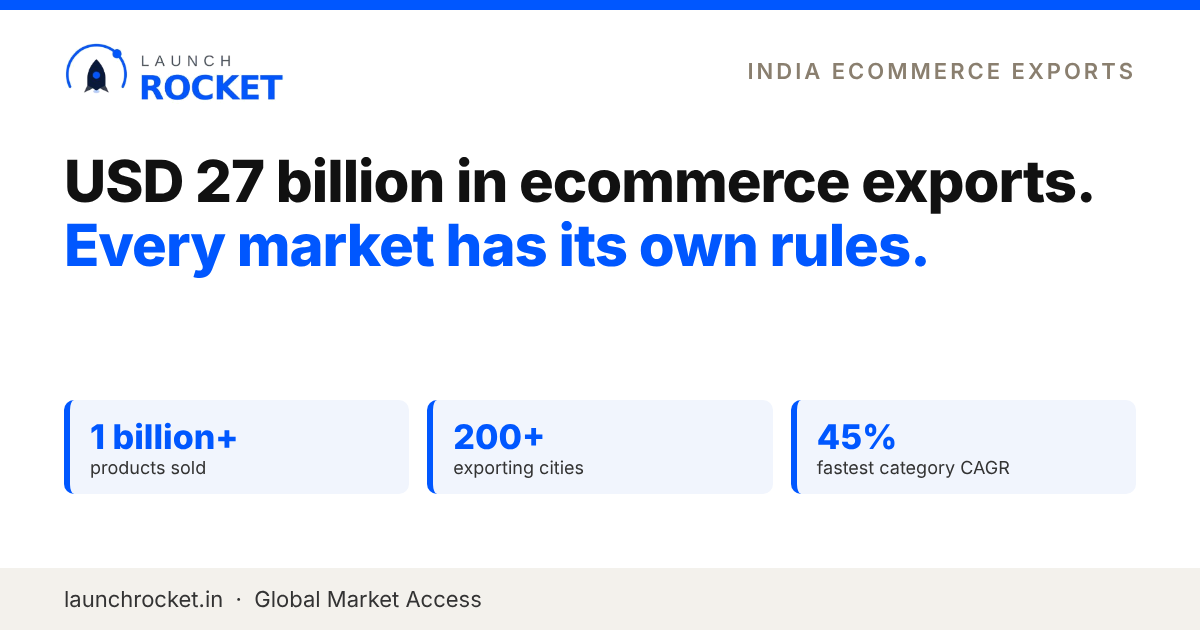 LAUNCH
ROCKET
INDIA ECOMMERCE EXPORTS
USD 27 billion in ecommerce exports.
Every market has its own rules.
1 billion+
products sold
200+
exporting cities
45%
fastest category CAGR
launchrocket.in · Global Market Access